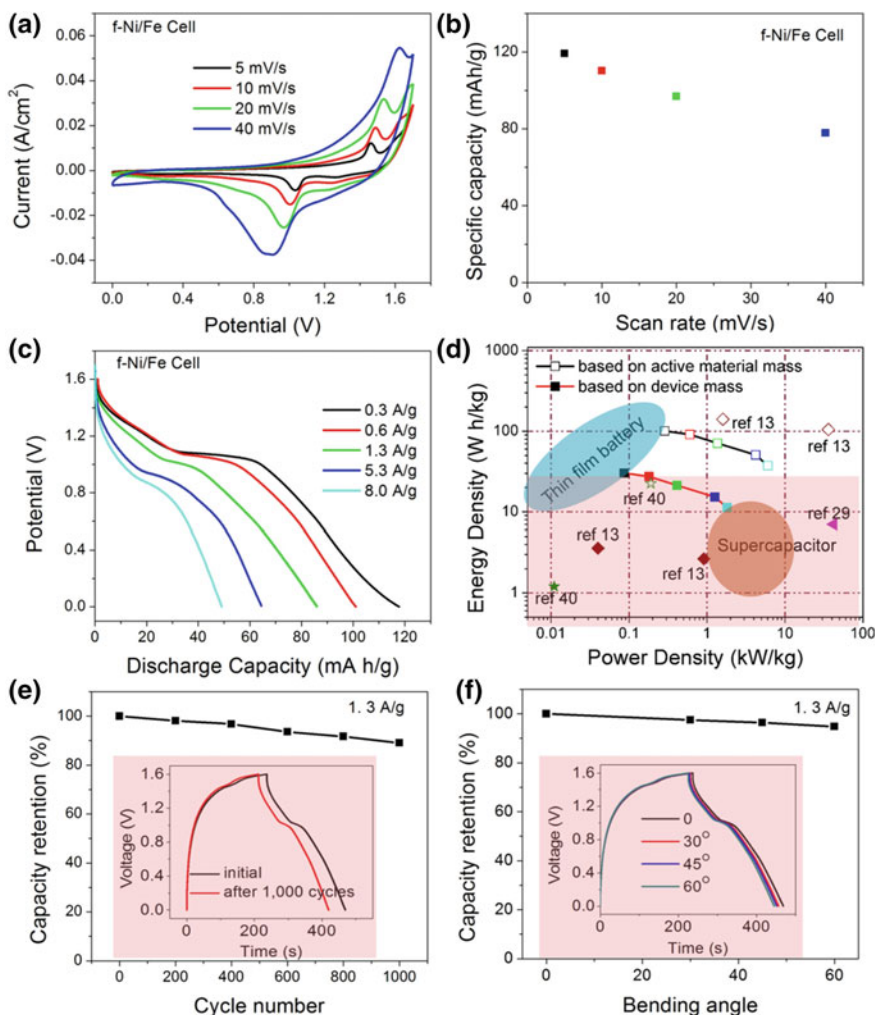 (a)
f-Ni/Fe Cell
0.06
0.04
0.02
0.00
-0.02
-0.04
Current (A/cm²)
5 mV/s
10 mV/s
20 mV/s
40 mV/s
0.0 0.4 0.8 1.2 1.6
Potential (V)
(b)
f-Ni/Fe Cell
160
120
80
40
0
Specific capacity (mAh/g)
0 10 20 30 40
Scan rate (mV/s)
(c)
f-Ni/Fe Cell
1.6
1.2
0.8
0.4
0.0
Potential (V)
0.3 A/g
0.6 A/g
1.3 A/g
5.3 A/g
8.0 A/g
0 20 40 60 80 100 120
Discharge Capacity (mA h/g)
(d)
1000
100
10
1
Energy Density (W h/kg)
based on active material mass
based on device mass
Thin film battery
ref 13
ref 13
ref 40
ref 29
ref 13
Supercapacitor
ref 13
ref 40
0.01 0.1 1 10 100
Power Density (kW/kg)
(e)
1. 3 A/g
100
80
60
40
20
0
Capacity retention (%)
1.6
1.2
0.8
0.4
0.0
Voltage (V)
initial
after 1,000 cycles
0 200 400
Time (s)
0 200 400 600 800 1000
Cycle number
(f)
1. 3 A/g
100
80
60
40
20
0
Capacity retention (%)
1.6
1.2
0.8
0.4
0.0
Voltage (V)
0
30°
45°
60°
0 200 400
Time (s)
0 20 40 60
Bending angle